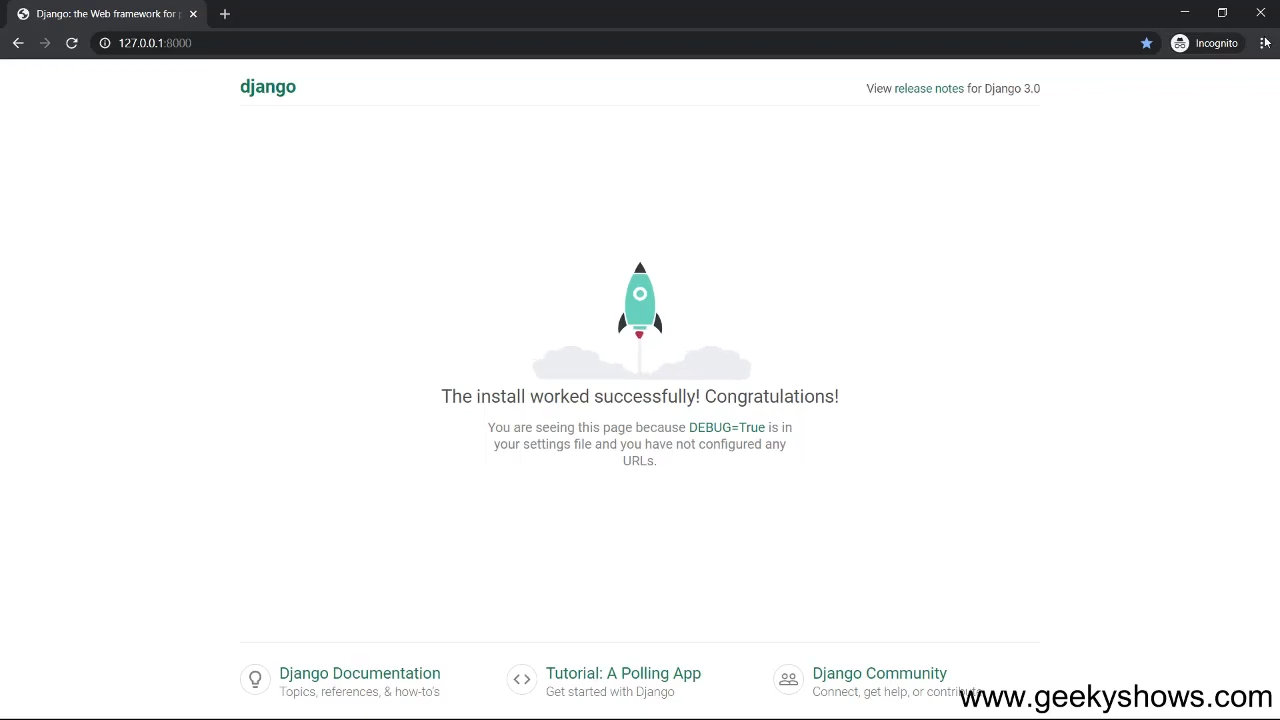 Django: the Web framework for p
127.0.0.1:8000
Incognito
django
View release notes for Django 3.0
The install worked successfully! Congratulations!
You are seeing this page because DEBUG=True is in
your settings file and you have not configured any
URLs.
Django Documentation
Topics, references, & how-to's
Tutorial: A Polling App
Get started with Django
Django Community
Connect, get help, or contribute
www.geekyshows.com